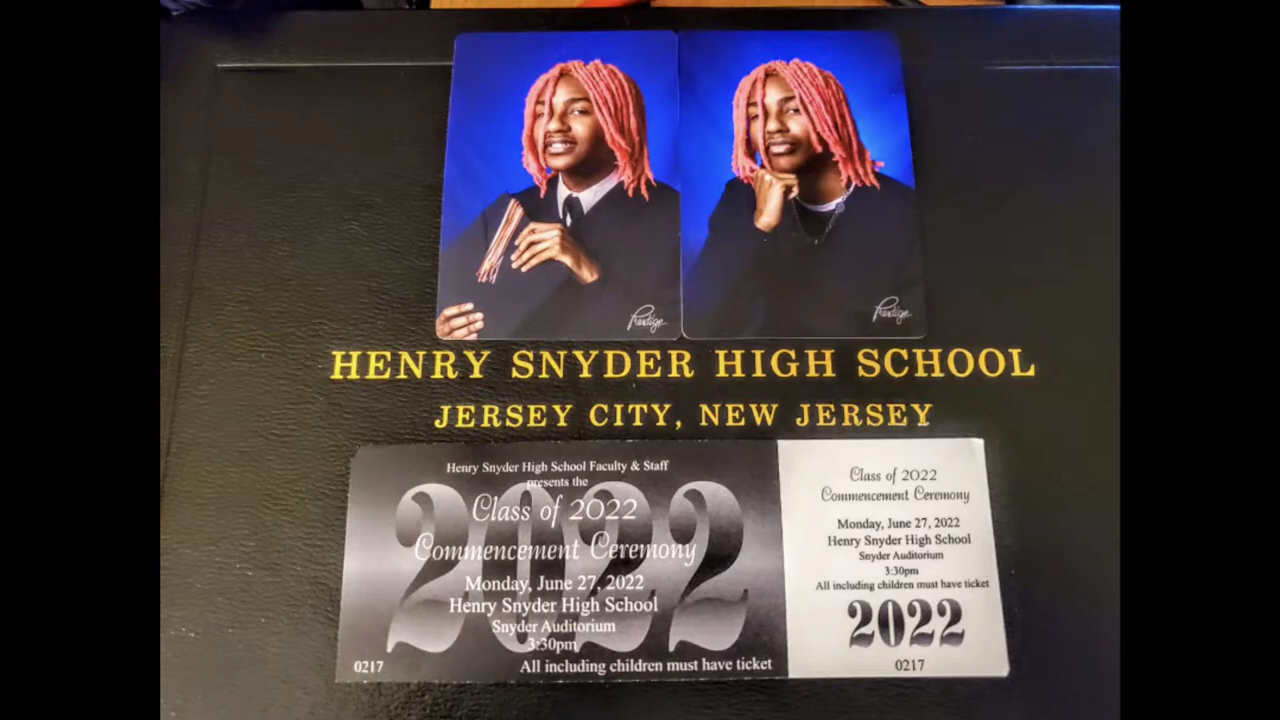 Prestige
Prestige
HENRY SNYDER HIGH SCHOOL
JERSEY CITY, NEW JERSEY
Henry Snyder High School Faculty & Staff
presents the
2022
Class of 2022
Commencement Ceremony
Monday, June 27, 2022
Henry Snyder High School
Snyder Auditorium
3:30pm
0217
All including children must have ticket
Class of 2022
Commencement Ceremony
Monday, June 27, 2022
Henry Snyder High School
Snyder Auditorium
3:30pm
All including children must have ticket
2022
0217